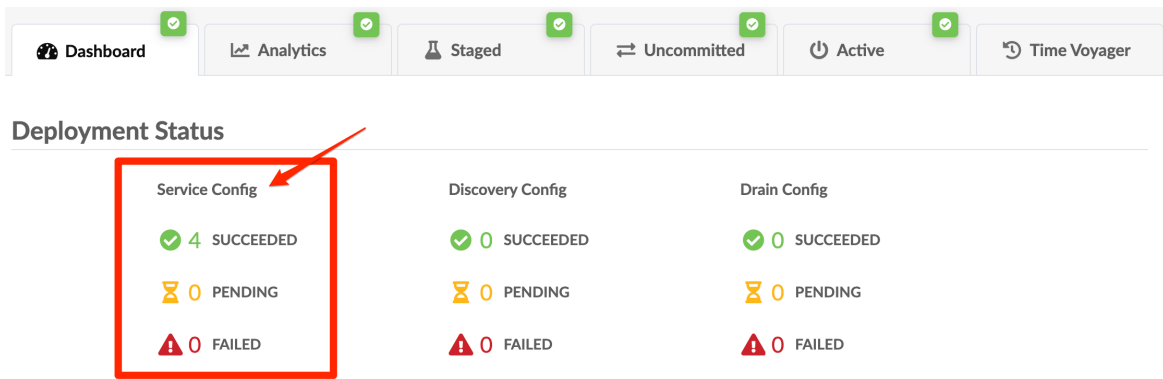 Dashboard
Analytics
Staged
Uncommitted
Active
Time Voyager
Deployment Status
Service Config
4 SUCCEEDED
0 PENDING
0 FAILED
Discovery Config
0 SUCCEEDED
0 PENDING
0 FAILED
Drain Config
0 SUCCEEDED
0 PENDING
0 FAILED